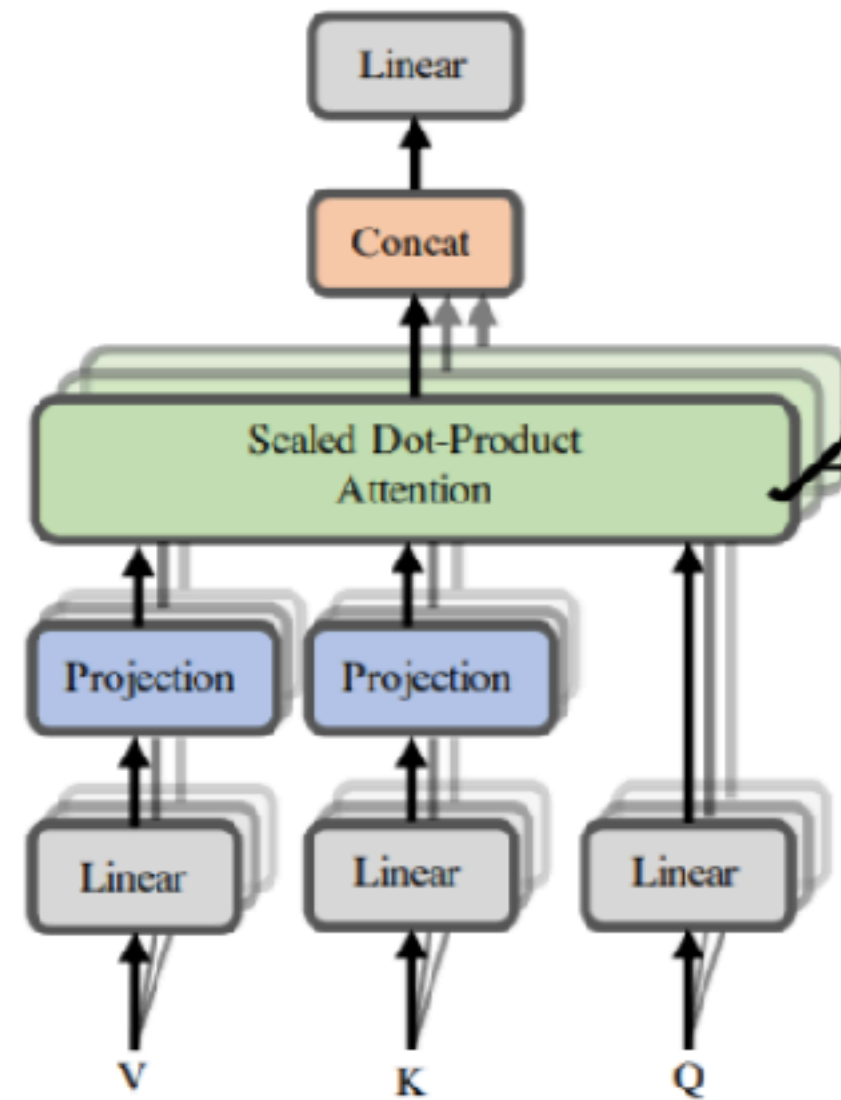 Linear
Concat
Scaled Dot-Product
Attention
Projection
Projection
Linear
Linear
Linear
V
K
Q